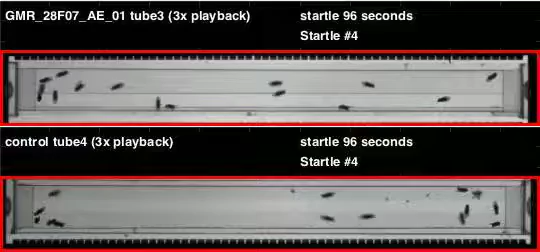 GMR_28F07_AE_01 tube3 (3x playback)
startle 96 seconds
Startle #4
control tube4 (3x playback)
startle 96 seconds
Startle #4